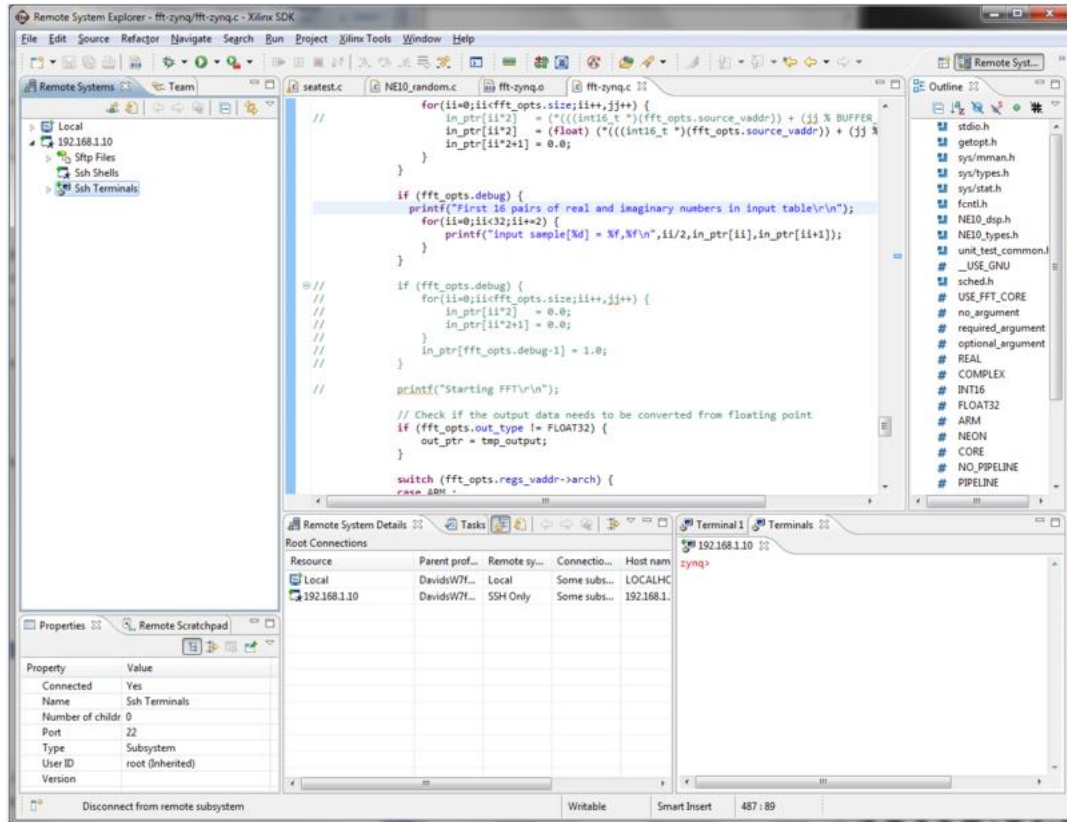 Remote System Explorer - fft-zynq/fft-zynq.c - Xilinx SDK
File Edit Source Refactor Navigate Search Run Project Xilinx Tools Window Help
Remote Syst...
Remote Systems
Team
Local
192.168.1.10
Sftp Files
Ssh Shells
Ssh Terminals
seatest.c
NE10_random.c
fft-zynq.o
fft-zynq.c
for(ii=0;ii<fft_opts.size;ii++,jj++) {
// in_ptr[ii*2] = (*(((int16_t *)(fft_opts.source_vaddr)) + (jj % BUFFER_
in_ptr[ii*2] = (float) (*(((int16_t *)(fft_opts.source_vaddr)) + (jj %
in_ptr[ii*2+1] = 0.0;
}
}
if (fft_opts.debug) {
printf("First 16 pairs of real and imaginary numbers in input table\r\n");
for(ii=0;ii<32;ii+=2) {
printf("input sample[%d] = %f,%f\n",ii/2,in_ptr[ii],in_ptr[ii+1]);
}
}
// if (fft_opts.debug) {
// for(ii=0;ii<fft_opts.size;ii++,jj++) {
// in_ptr[ii*2] = 0.0;
// in_ptr[ii*2+1] = 0.0;
// }
// in_ptr[fft_opts.debug-1] = 1.0;
// }
// printf("Starting FFT\r\n");
// Check if the output data needs to be converted from floating point
if (fft_opts.out_type != FLOAT32) {
out_ptr = tmp_output;
}
switch (fft_opts.regs_vaddr->arch) {
case ARM :
Outline
stdio.h
getopt.h
sys/mman.h
sys/types.h
sys/stat.h
fcntl.h
NE10_dsp.h
NE10_types.h
unit_test_common.h
__USE_GNU
sched.h
USE_FFT_CORE
no_argument
required_argument
optional_argument
REAL
COMPLEX
INT16
FLOAT32
ARM
NEON
CORE
NO_PIPELINE
PIPELINE
Properties
Remote Scratchpad
Property Value
Connected Yes
Name Ssh Terminals
Number of childr 0
Port 22
Type Subsystem
User ID root (Inherited)
Version
Remote System Details
Tasks
Root Connections
Resource Parent prof... Remote sy... Connectio... Host nam
Local DavidsW7f... Local Some subs... LOCALHC
192.168.1.10 DavidsW7f... SSH Only Some subs... 192.168.1.
Terminal 1
Terminals
192.168.1.10
zynq>
Disconnect from remote subsystem
Writable
Smart Insert
487 : 89